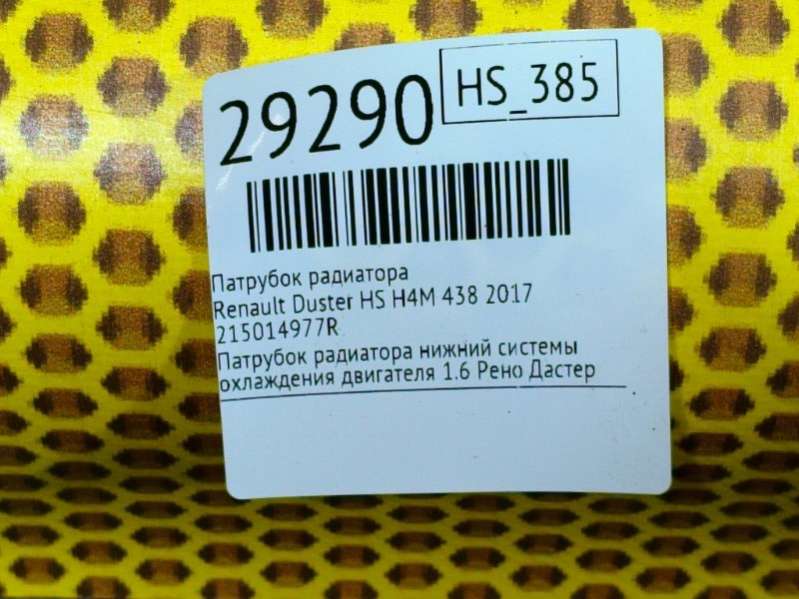 29290
HS_385
Патрубок радиатора
Renault Duster HS H4M 438 2017
215014977R
Патрубок радиатора нижний системы
охлаждения двигателя 1.6 Рено Дастер